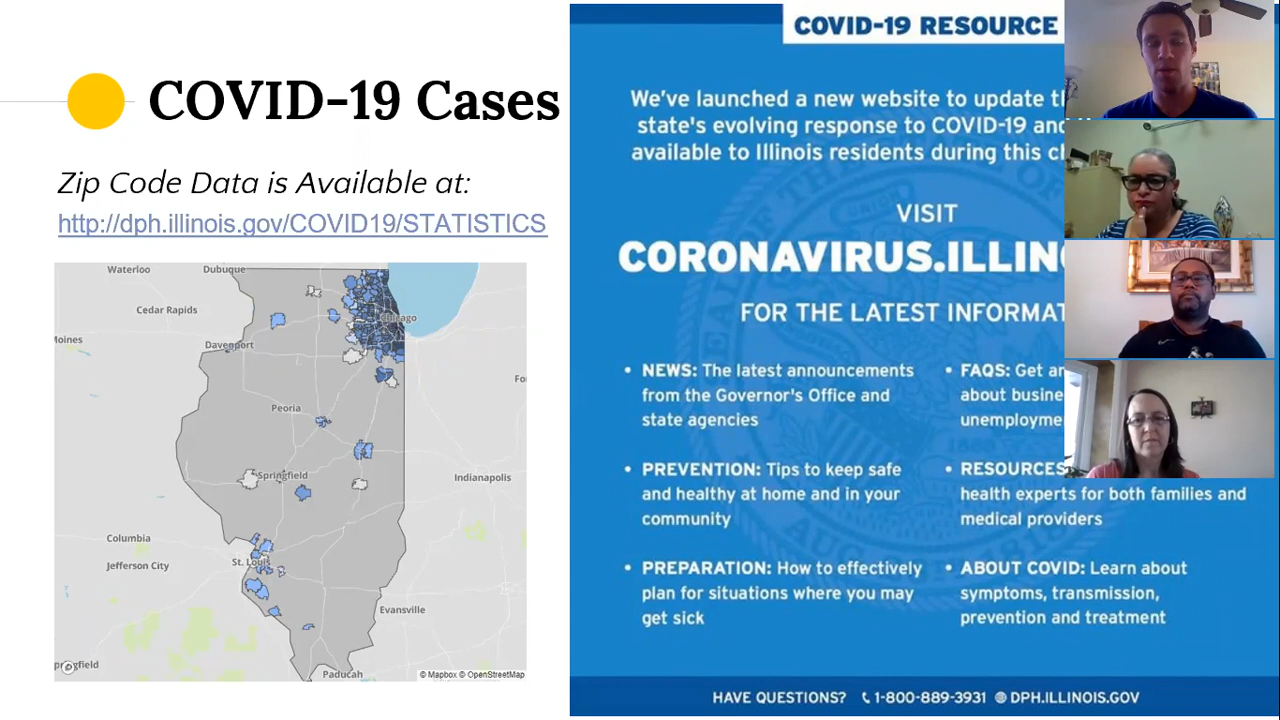 COVID-19 Cases
Zip Code Data is Available at:
http://dph.illinois.gov/COVID19/STATISTICS
Waterloo
Dubuque
Cedar Rapids
Chicago
Moines
Davenport
Fo
Peoria
Springfield
Indianapolis
Columbia
Jefferson City
St. Louis
Evansville
pringfield
Paducah
© Mapbox © OpenStreetMap
COVID-19 RESOURCE
We've launched a new website to update th
state's evolving response to COVID-19 and
available to Illinois residents during this c
VISIT
CORONAVIRUS.ILLIN
FOR THE LATEST INFORMAT
• NEWS: The latest announcements
from the Governor's Office and
state agencies
• PREVENTION: Tips to keep safe
and healthy at home and in your
community
• PREPARATION: How to effectively
plan for situations where you may
get sick
• FAQS: Get an
about busine
unemployme
• RESOURCES
health experts for both families and
medical providers
• ABOUT COVID: Learn about
symptoms, transmission,
prevention and treatment
HAVE QUESTIONS? 1-800-889-3931 DPH.ILLINOIS.GOV